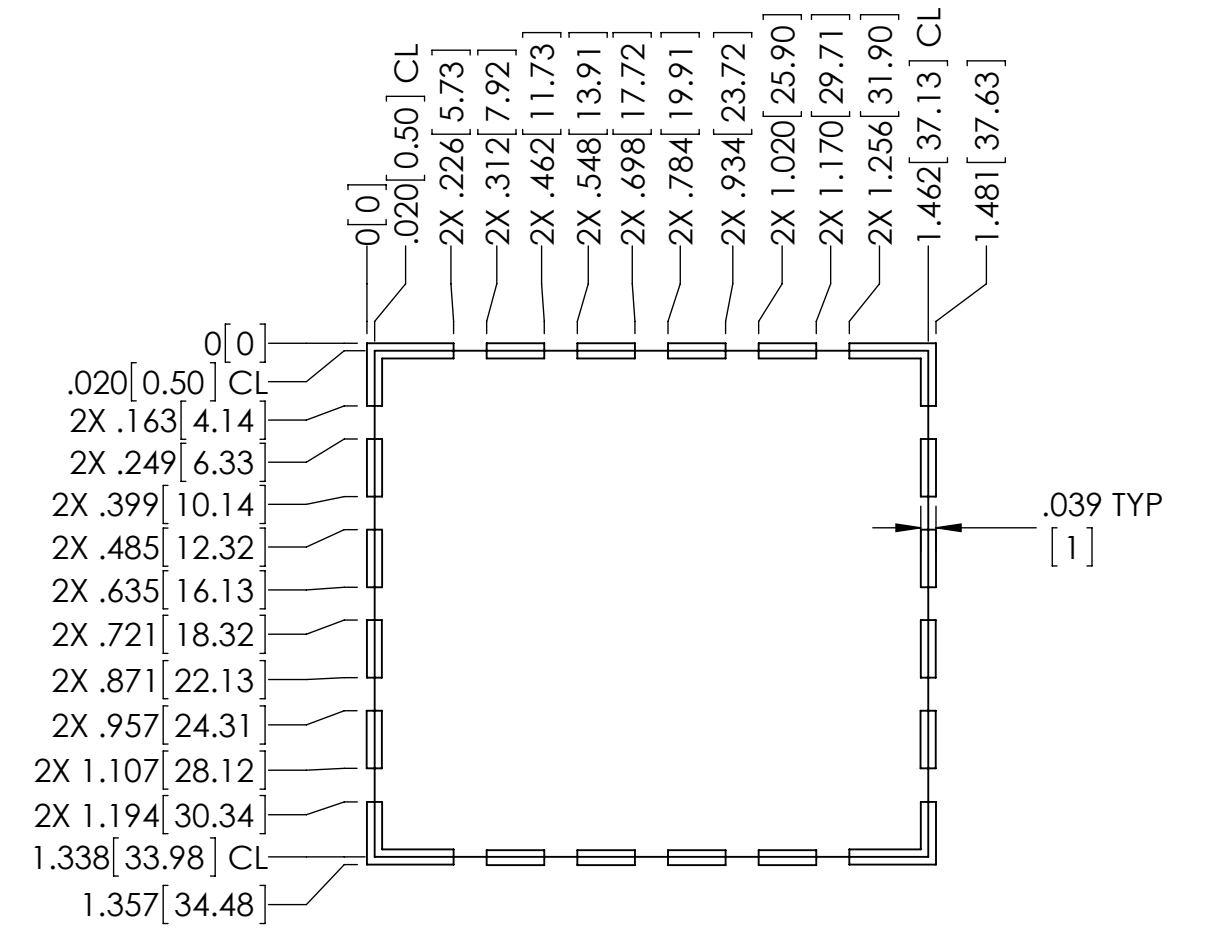 0[0]
.020[0.50] CL
2X .226[5.73]
2X .312[7.92]
2X .462[11.73]
2X .548[13.91]
2X .698[17.72]
2X .784[19.91]
2X .934[23.72]
2X 1.020[25.90]
2X 1.170[29.71]
2X 1.256[31.90]
1.462[37.13] CL
1.481[37.63]
0[0]
.020[0.50] CL
2X .163[4.14]
2X .249[6.33]
2X .399[10.14]
2X .485[12.32]
2X .635[16.13]
2X .721[18.32]
2X .871[22.13]
2X .957[24.31]
2X 1.107[28.12]
2X 1.194[30.34]
1.338[33.98] CL
1.357[34.48]
.039 TYP
[1]